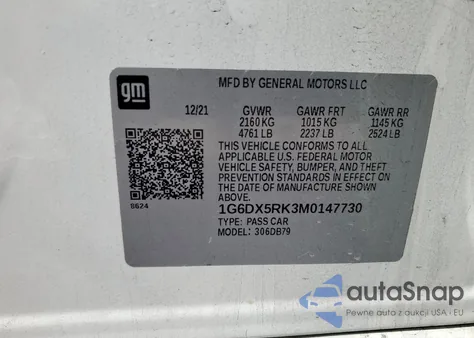 gm
MFD BY GENERAL MOTORS LLC
12/21 GVWR GAWR FRT GAWR RR
2160 KG 1015 KG 1145 KG
4761 LB 2237 LB 2524 LB
THIS VEHICLE CONFORMS TO ALL
APPLICABLE U.S. FEDERAL MOTOR
VEHICLE SAFETY, BUMPER, AND THEFT
PREVENTION STANDARDS IN EFFECT ON
THE DATE OF MANUFACTURE SHOWN
ABOVE.
0624
1G6DX5RK3M0147730
TYPE: PASS CAR
MODEL: 306DB79
autoSnap
Pewne auto z aukcji USA - EU